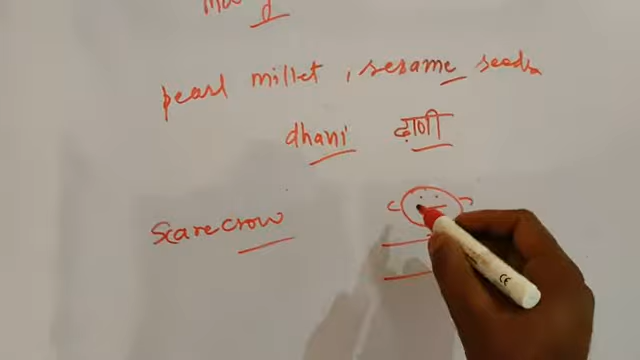 pearl millet , sesame seeds
dhani ढ़ाणी
Scarecrow